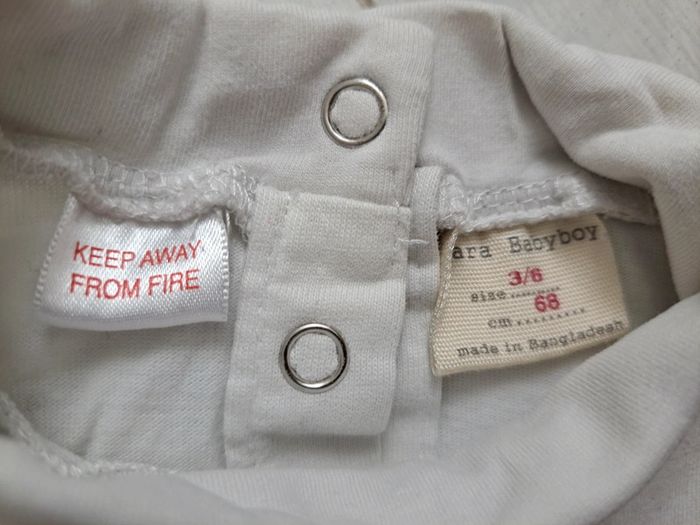 KEEP AWAY
FROM FIRE
ara Babyboy
3/6
size..........
68
cm..........
made in Bangladesh